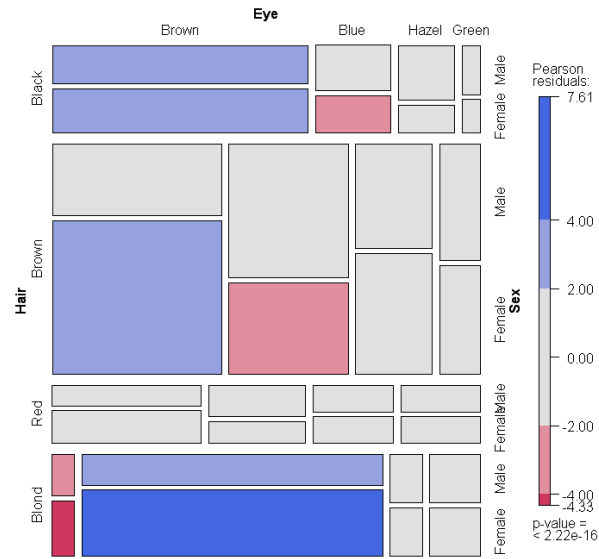 Eye
Brown Blue Hazel Green
Hair
Black
Brown
Red
Blond
Male
Female
Male
Female
Male
Female
Male
Female
Sex
Pearson
residuals:
7.61
4.00
2.00
0.00
-2.00
-4.00
-4.33
p-value =
< 2.22e-16